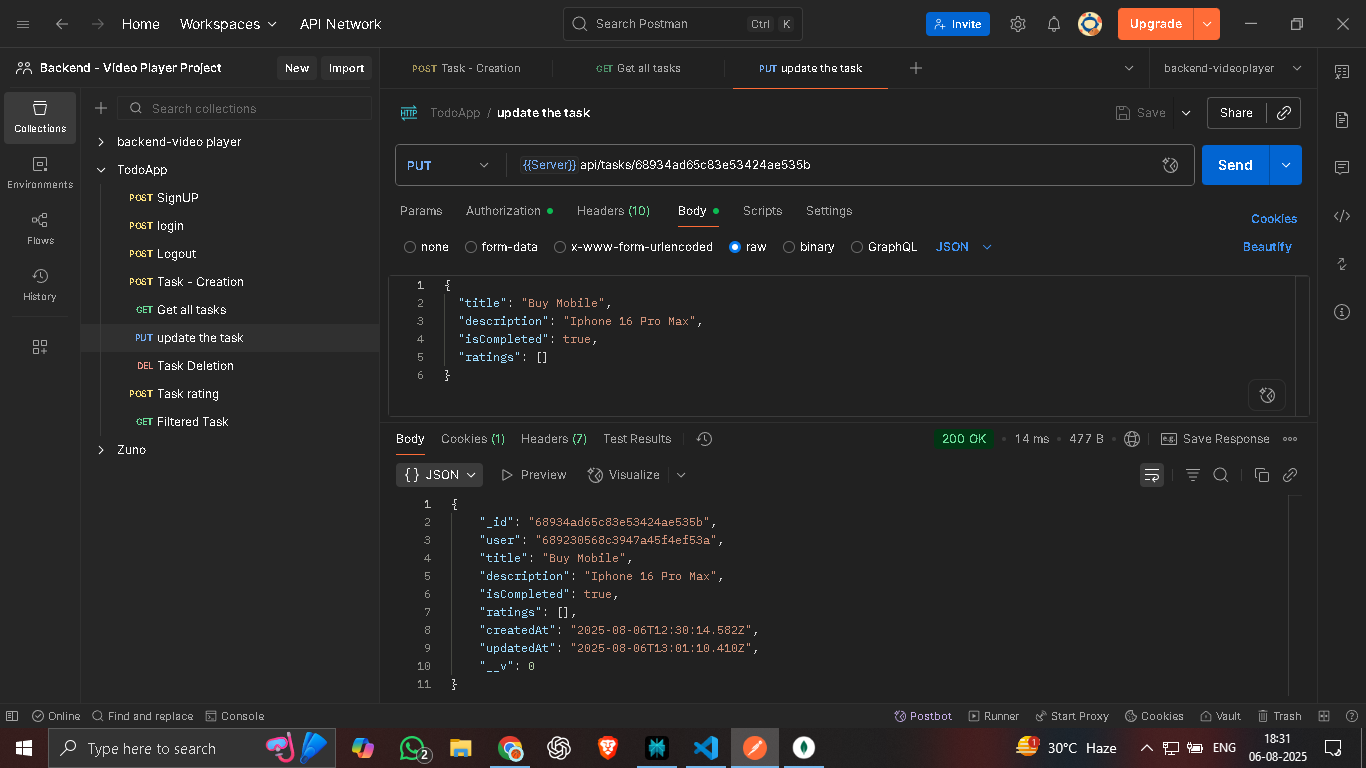 Home Workspaces API Network Search Postman Ctrl K Invite Upgrade
Backend - Video Player Project New Import POST Task - Creation GET Get all tasks PUT update the task backend-videoplayer
Collections
Environments
Flows
History
Search collections
backend-video player
TodoApp
POST SignUP
POST login
POST Logout
POST Task - Creation
GET Get all tasks
PUT update the task
DEL Task Deletion
POST Task rating
GET Filtered Task
Zuno
HTTP TodoApp / update the task Save Share
PUT {{Server}} api/tasks/68934ad65c83e53424ae535b Send
Params Authorization Headers (10) Body Scripts Settings Cookies
none form-data x-www-form-urlencoded raw binary GraphQL JSON Beautify
1 {
2 "title": "Buy Mobile",
3 "description": "Iphone 16 Pro Max",
4 "isCompleted": true,
5 "ratings": []
6 }
Body Cookies (1) Headers (7) Test Results 200 OK • 14 ms • 477 B • e.g. Save Response
{} JSON Preview Visualize
1 {
2 "_id": "68934ad65c83e53424ae535b",
3 "user": "689230568c3947a45f4ef53a",
4 "title": "Buy Mobile",
5 "description": "Iphone 16 Pro Max",
6 "isCompleted": true,
7 "ratings": [],
8 "createdAt": "2025-08-06T12:30:14.582Z",
9 "updatedAt": "2025-08-06T13:01:10.410Z",
10 "__v": 0
11 }
Online Find and replace Console Postbot Runner Start Proxy Cookies Vault Trash
Type here to search 2 1 30°C Haze ENG 18:31
06-08-2025